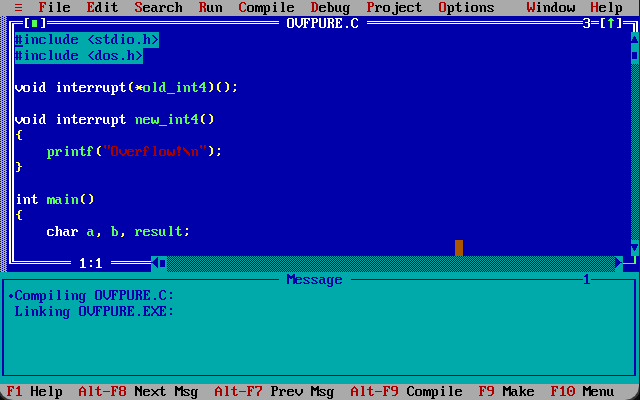 ≡ File Edit Search Run Compile Debug Project Options Window Help
[■] OVFPURE.C 3=[↑]
#include <stdio.h>
#include <dos.h>
void interrupt(*old_int4)();
void interrupt new_int4()
{
printf("Overflow!\n");
}
int main()
{
char a, b, result;
1:1
Message 1
•Compiling OVFPURE.C:
Linking OVFPURE.EXE:
F1 Help Alt-F8 Next Msg Alt-F7 Prev Msg Alt-F9 Compile F9 Make F10 Menu